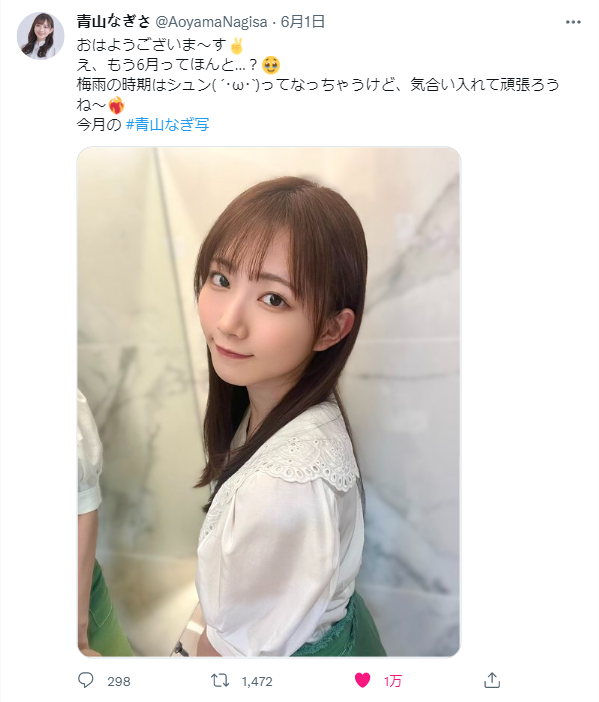 青山なぎさ @AoyamaNagisa · 6月1日
おはようございま〜す✌️
え、もう6月ってほんと…？🥹
梅雨の時期はシュン( ´･ω･`)ってなっちゃうけど、気合い入れて頑張ろう
ね〜❤️‍🔥
今月の #青山なぎ写
298
1,472
1万